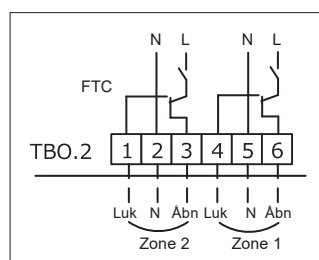 N L N L
FTC
TBO.2 1 2 3 4 5 6
Luk N Åbn Luk N Åbn
Zone 2 Zone 1